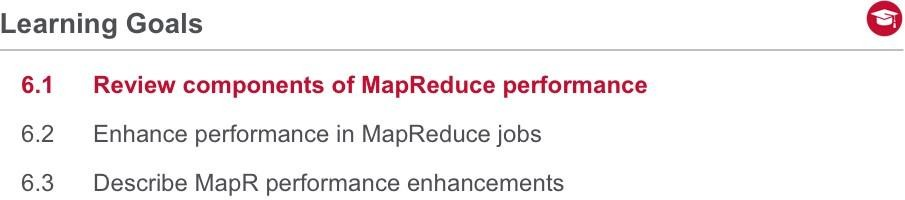 Learning Goals
6.1 Review components of MapReduce performance
6.2 Enhance performance in MapReduce jobs
6.3 Describe MapR performance enhancements